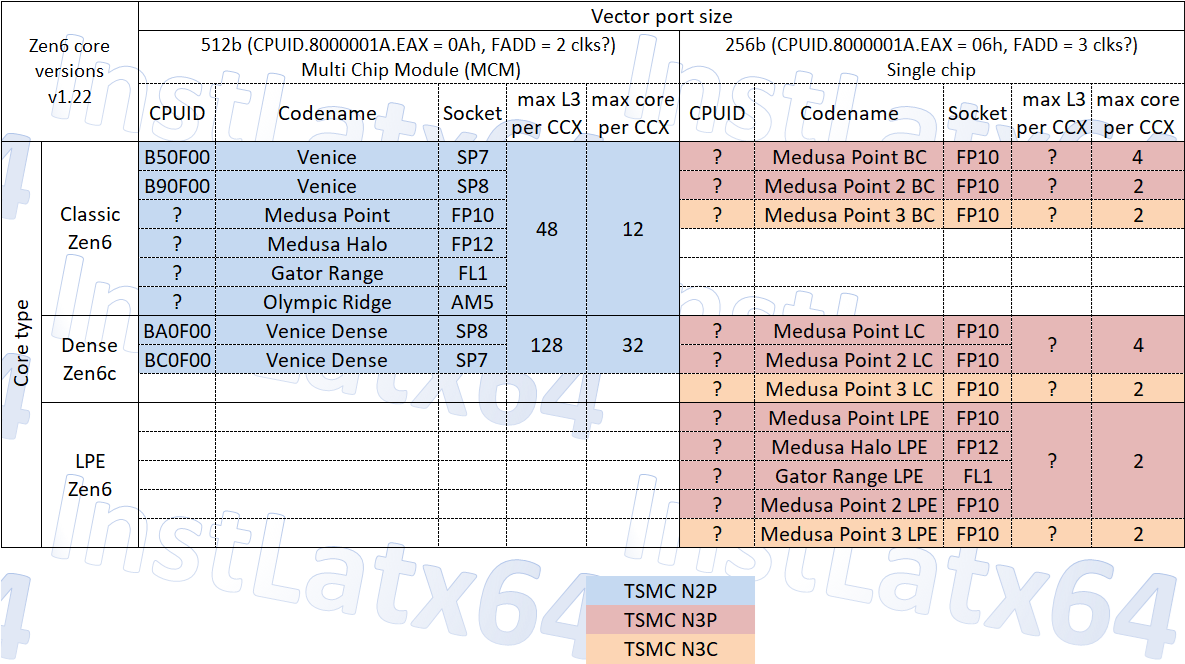 Zen6 core
versions
v1.22
Vector port size
512b (CPUID.8000001A.EAX = 0Ah, FADD = 2 clks?)
Multi Chip Module (MCM)
256b (CPUID.8000001A.EAX = 06h, FADD = 3 clks?)
Single chip
CPUID Codename Socket max L3 per CCX max core per CCX CPUID Codename Socket max L3 per CCX max core per CCX
Core type
Classic
Zen6
B50F00 Venice SP7 ? Medusa Point BC FP10 ? 4
B90F00 Venice SP8 ? Medusa Point 2 BC FP10 ? 2
? Medusa Point FP10 48 12 ? Medusa Point 3 BC FP10 ? 2
? Medusa Halo FP12
? Gator Range FL1
? Olympic Ridge AM5
Dense
Zen6c
BA0F00 Venice Dense SP8 128 32 ? Medusa Point LC FP10 ? 4
BC0F00 Venice Dense SP7 ? Medusa Point 2 LC FP10
? Medusa Point 3 LC FP10 ? 2
LPE
Zen6
? Medusa Point LPE FP10
? Medusa Halo LPE FP12 ? 2
? Gator Range LPE FL1
? Medusa Point 2 LPE FP10
? Medusa Point 3 LPE FP10 ? 2
TSMC N2P
TSMC N3P
TSMC N3C
InstLatx64